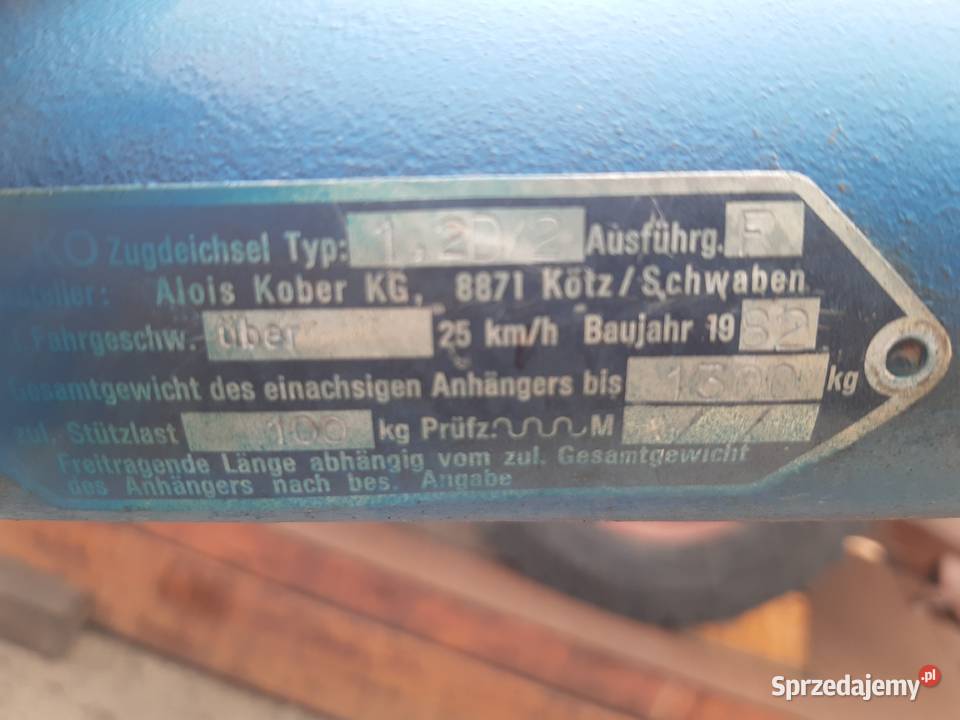 KO Zugdeichsel Typ: 1,2D/2 Ausführg. R
Alois Kober KG, 8871 Kötz/Schwaben
Fahrgeschw. über 25 km/h Baujahr 1982
Gesamtgewicht des einachsigen Anhängers bis 1300 kg
zul. Stützlast 100 kg Prüfz. M
Freitragende Länge abhängig vom zul. Gesamtgewicht
des Anhängers nach bes. Angabe
Sprzedajemy.pl